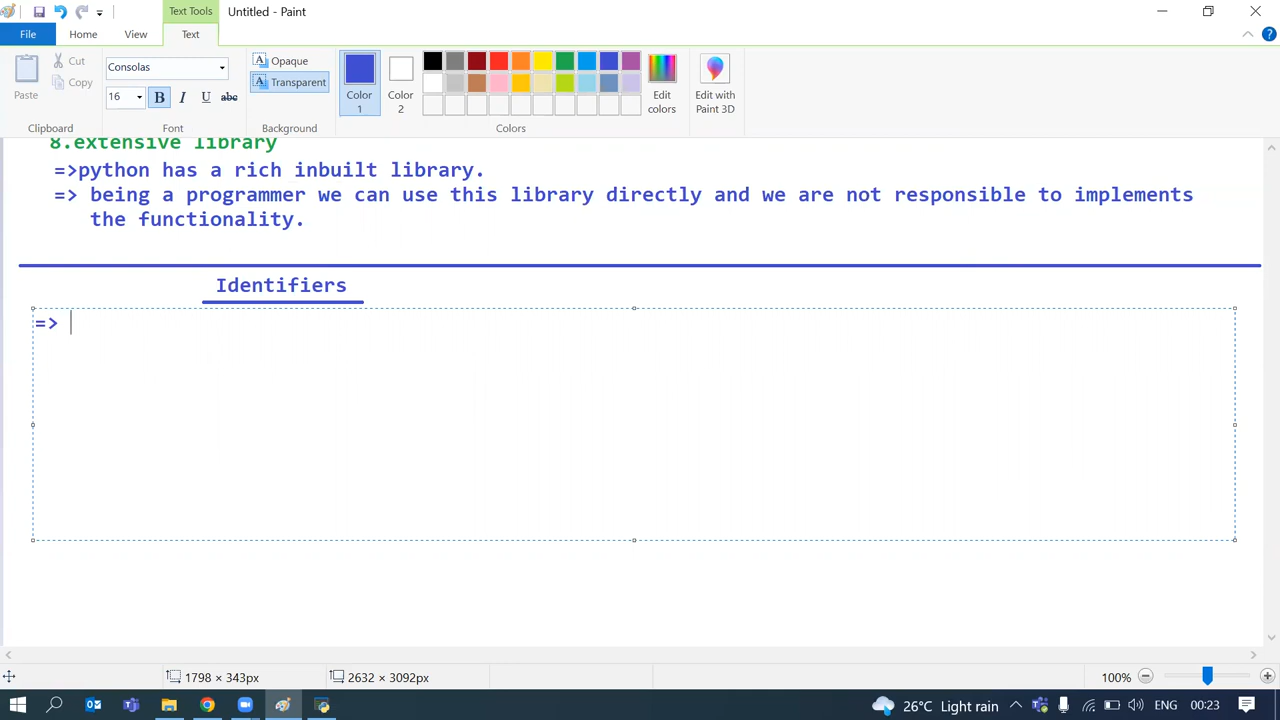 Text Tools
Untitled - Paint
File
Home
View
Text
Paste
Cut
Copy
Clipboard
Consolas
16
B
I
U
abc
Font
A
Opaque
A
Transparent
Background
Color
1
Color
2
Edit
colors
Edit with
Paint 3D
Colors
8.extensive library
=>python has a rich inbuilt library.
=> being a programmer we can use this library directly and we are not responsible to implements
the functionality.
Identifiers
=>
1798 × 343px
2632 × 3092px
100%
26°C Light rain
ENG
00:23